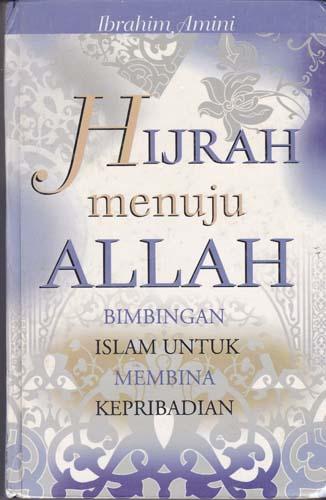 Ibrahim Amini
HIJRAH
menuju
ALLAH
BIMBINGAN
ISLAM UNTUK
MEMBINA
KEPRIBADIAN